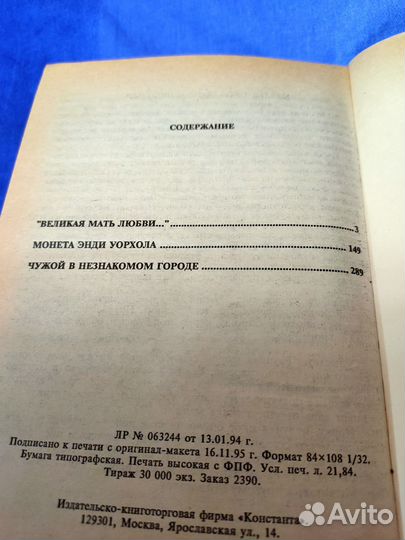 СОДЕРЖАНИЕ
"ВЕЛИКАЯ МАТЬ ЛЮБВИ..." 3
МОНЕТА ЭНДИ УОРХОЛА 149
ЧУЖОЙ В НЕЗНАКОМОМ ГОРОДЕ 289
ЛР № 063244 от 13.01.94 г.
Подписано к печати с оригинал-макета 16.11.95 г. Формат 84×108 1/32.
Бумага типографская. Печать высокая с ФПФ. Усл. печ. л. 21,84.
Тираж 30 000 экз. Заказ 2390.
Издательско-книготорговая фирма «Константа
129301, Москва, Ярославская ул., 14.
Avito